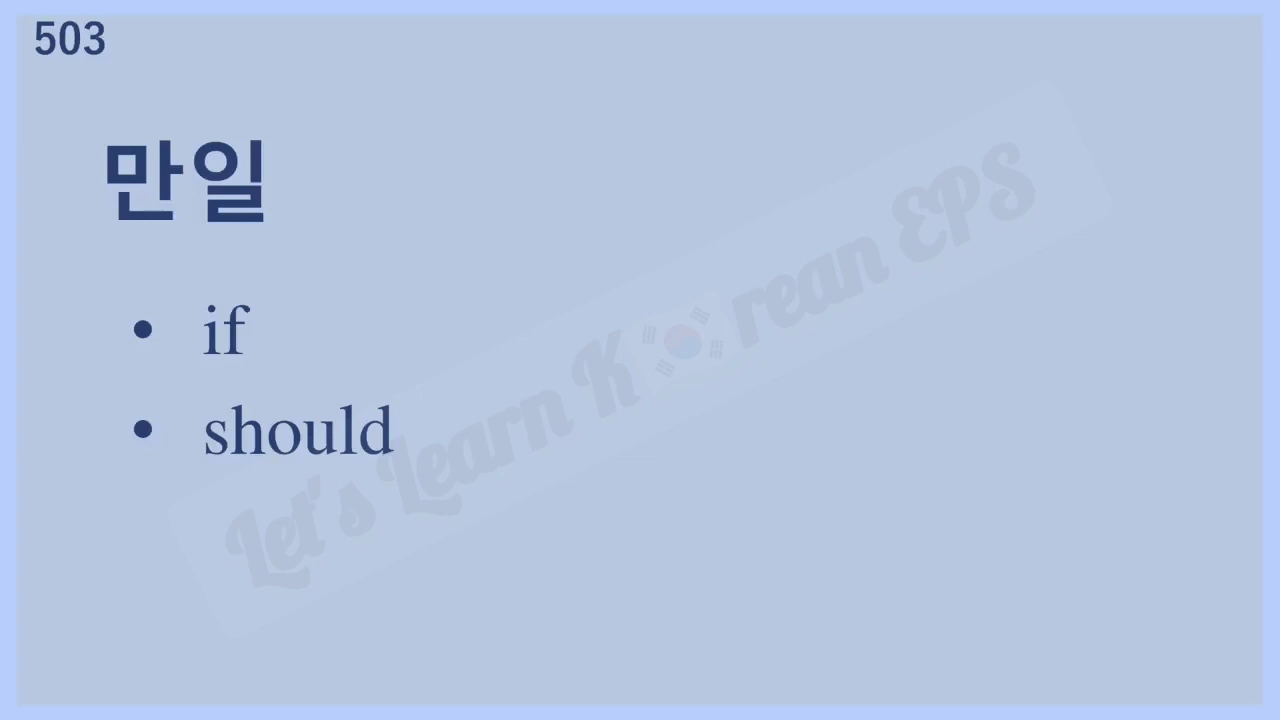 503
만일
• if
• should
Let's Learn Korean EPS